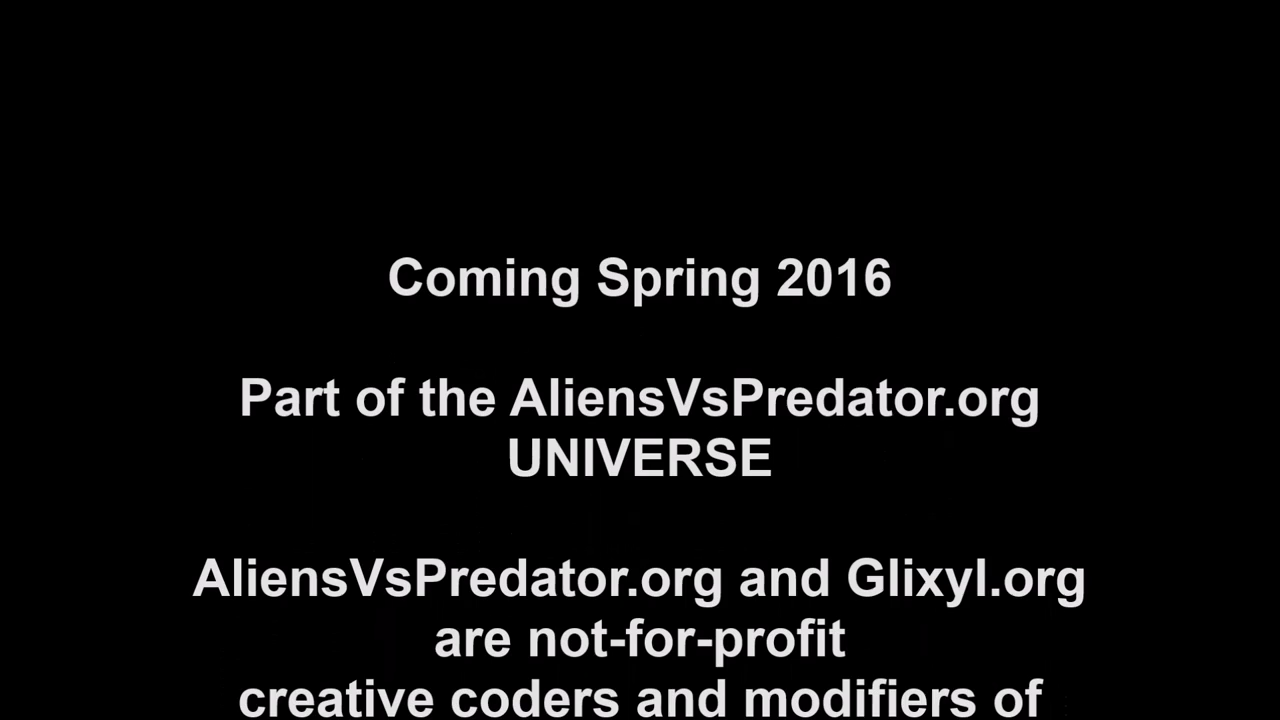 Coming Spring 2016
Part of the AliensVsPredator.org
UNIVERSE
AliensVsPredator.org and Glixyl.org
are not-for-profit
creative coders and modifiers of